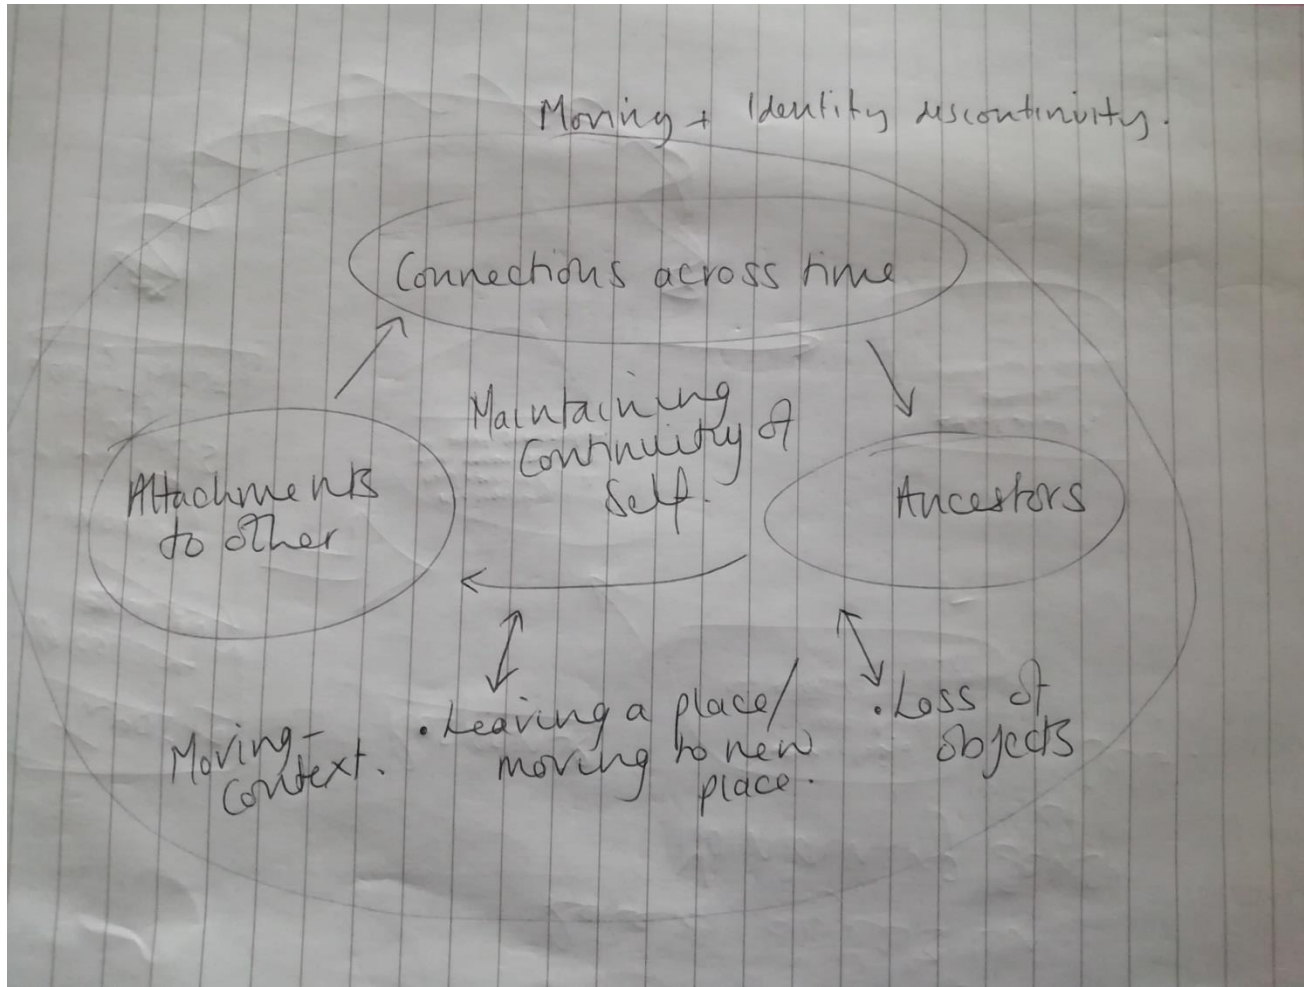 Moving + Identity discontinuity.
Connections across time
Maintaining
Continuity of
Self.
Attachments
to other
Ancestors
Moving-
context.
• Leaving a place/
moving to new
place.
• Loss of
objects